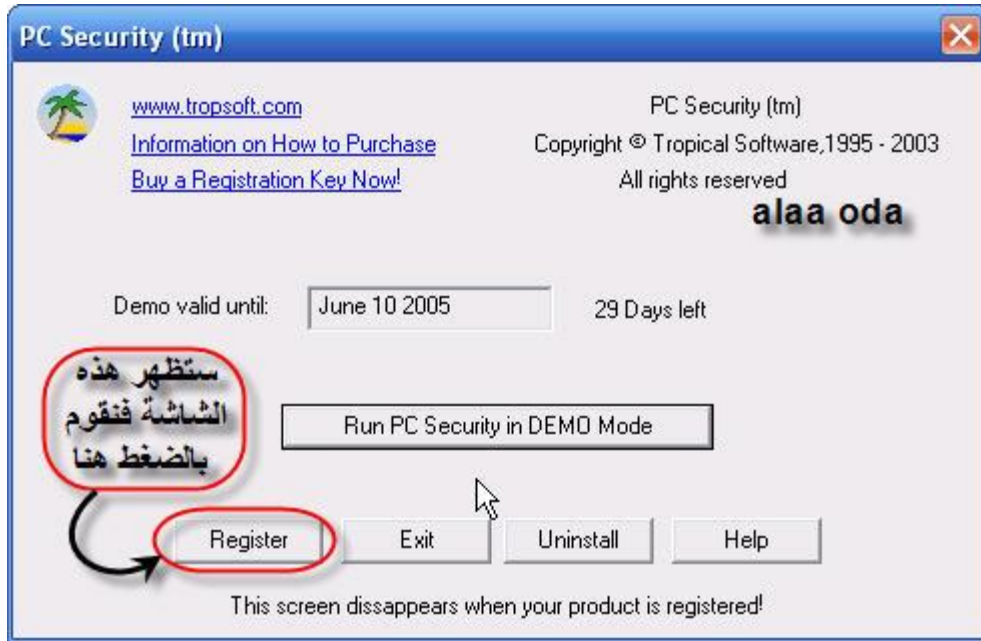 PC Security (tm)
www.tropsoft.com
Information on How to Purchase
Buy a Registration Key Now!
PC Security (tm)
Copyright © Tropical Software,1995 - 2003
All rights reserved
alaa oda
Demo valid until: June 10 2005 29 Days left
ستظهر هذه
الشاشة فنقوم
بالضغط هنا
Run PC Security in DEMO Mode
Register Exit Uninstall Help
This screen dissappears when your product is registered!